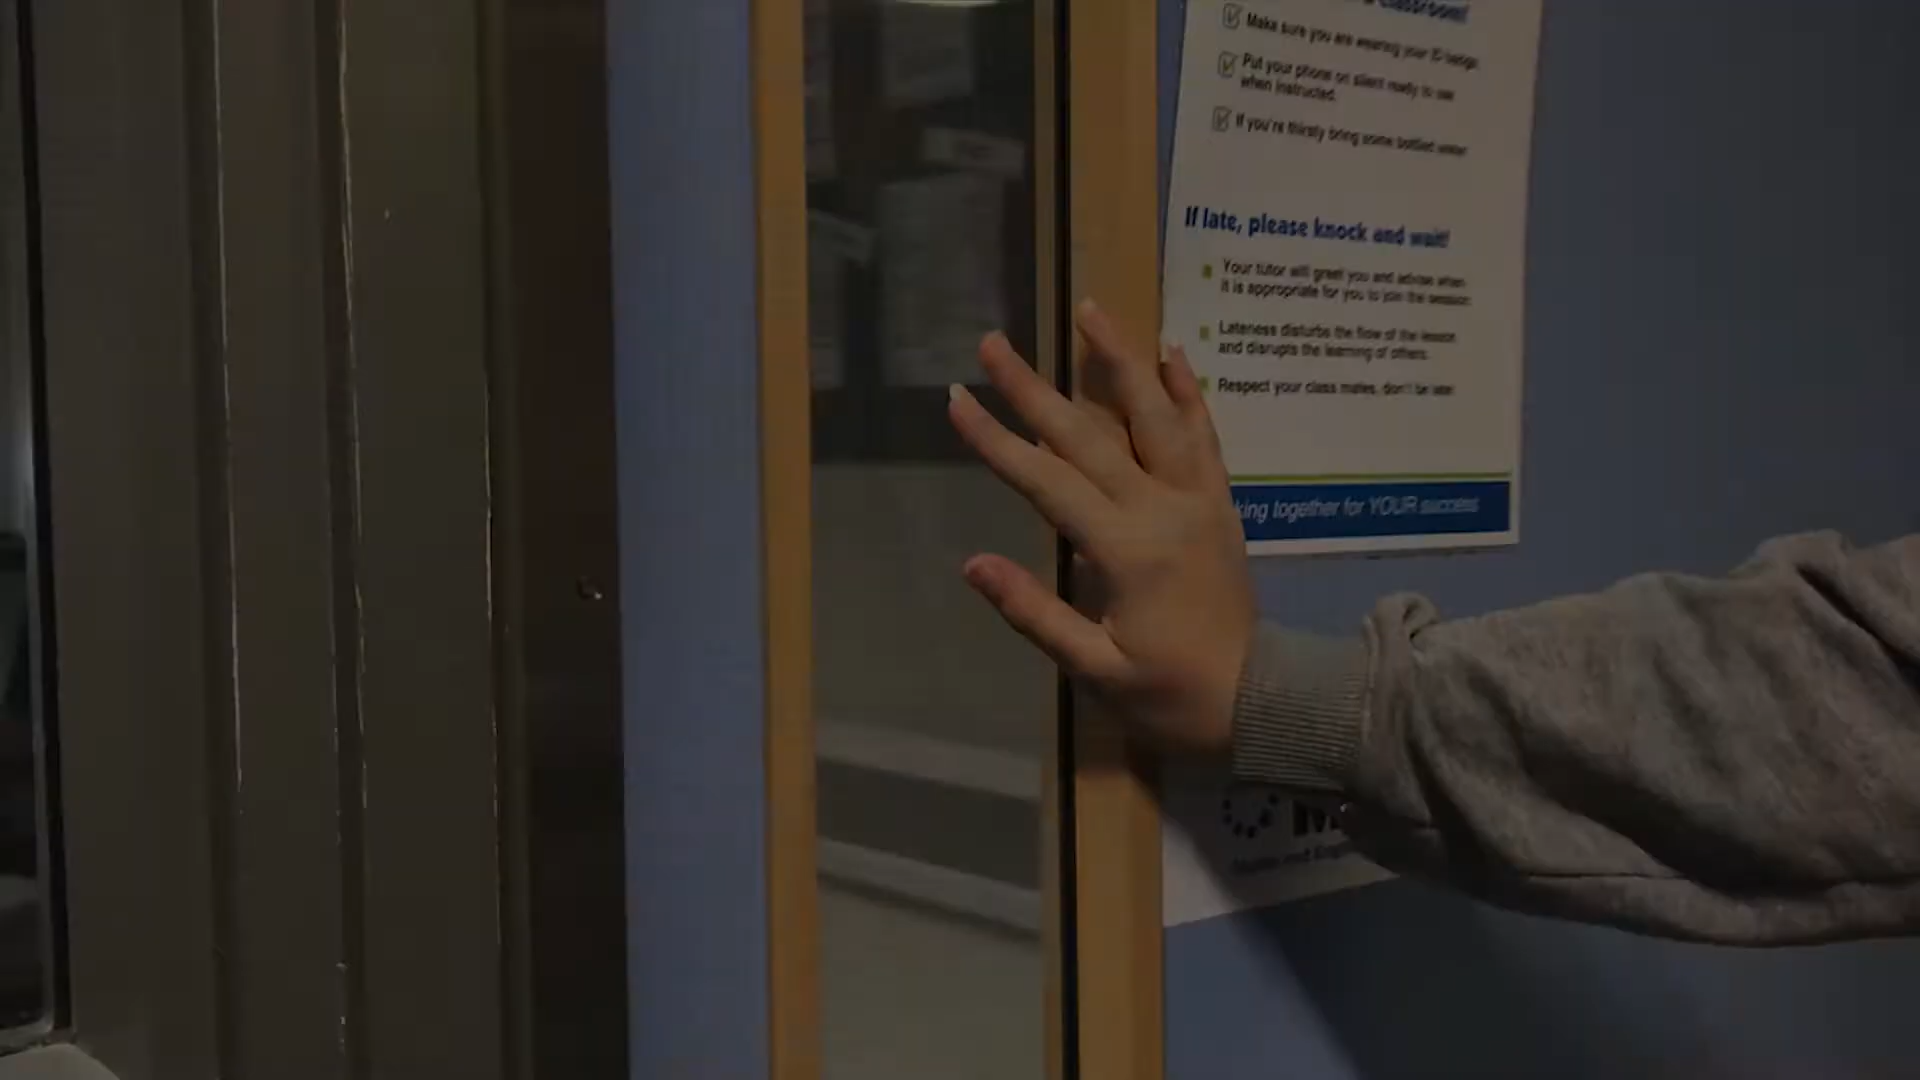 classroom!
Make sure you are wearing your ID badge
Put your phone on silent ready to use
when instructed.
If you're thirsty bring some bottled water
If late, please knock and wait!
Your tutor will greet you and advise when
it is appropriate for you to join the session
Lateness disturbs the flow of the lesson
and disrupts the learning of others.
Respect your class mates, don't be late
king together for YOUR success